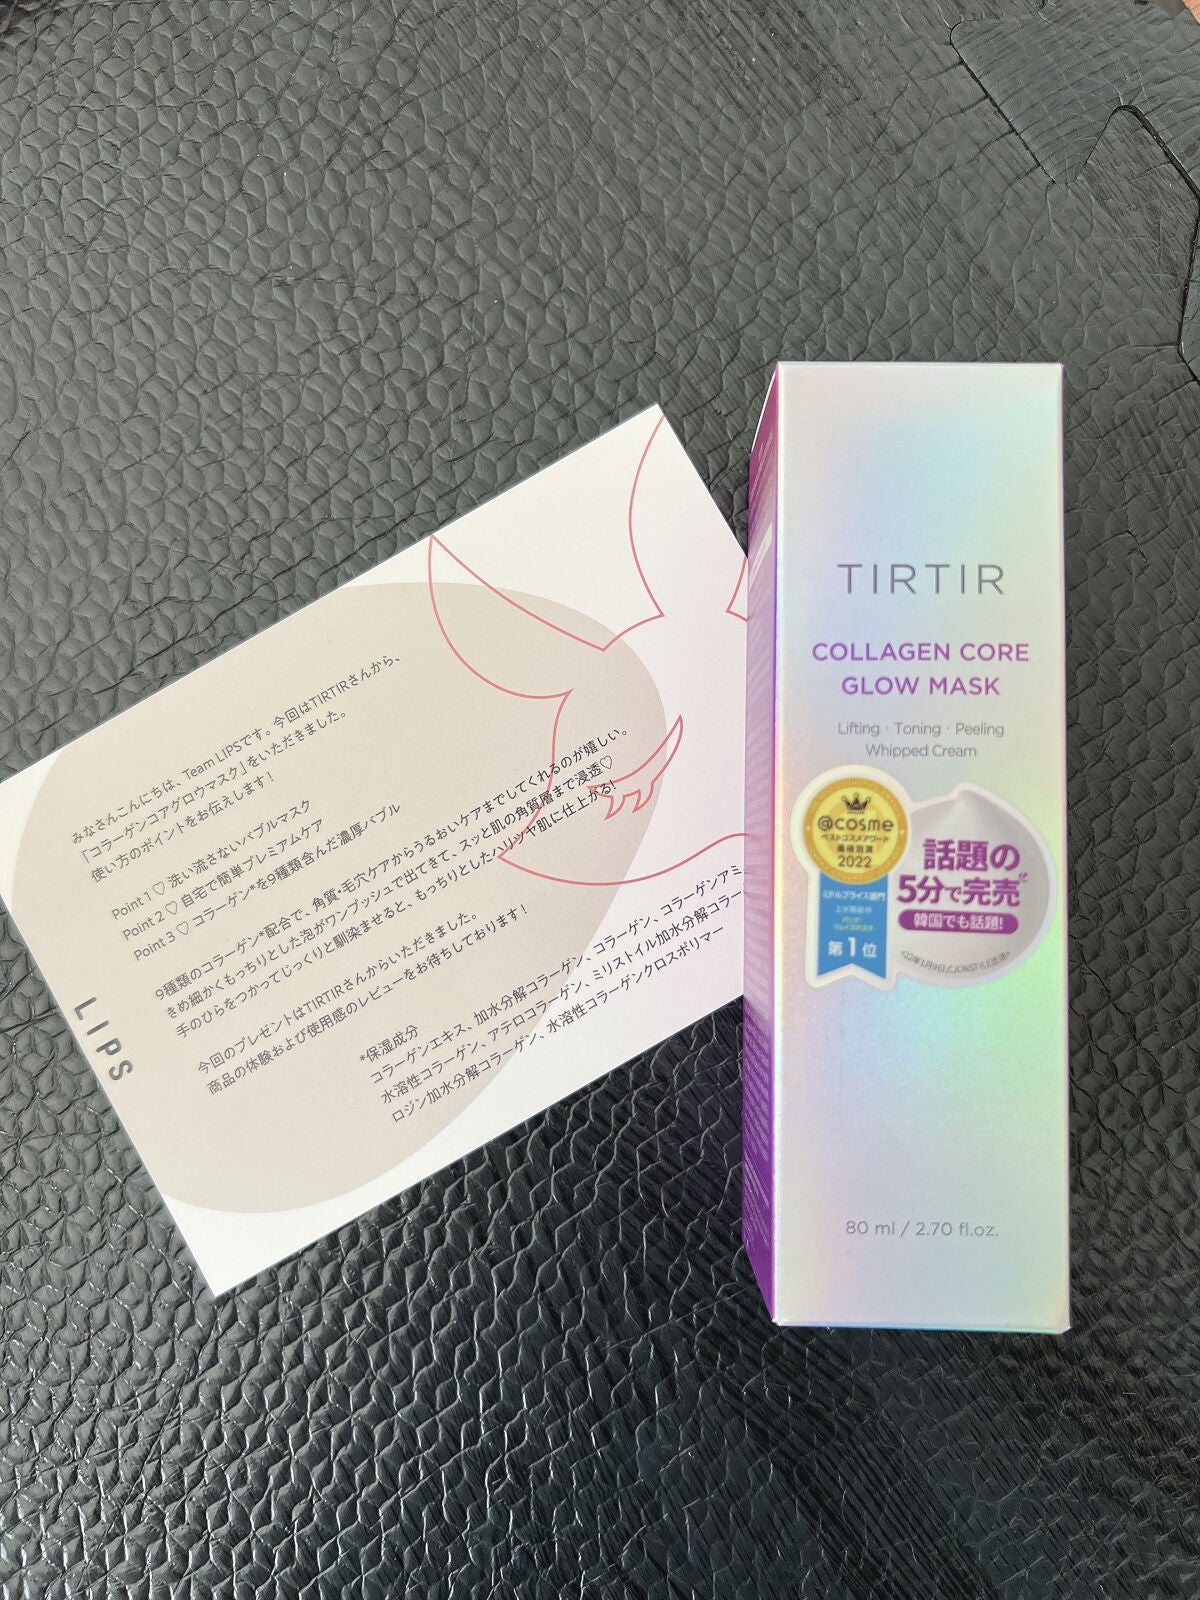 みなさんこんにちは、Team LIPSです。今回はTIRTIRさんから、
「コラーゲンコアグロウマスク」をいただきました。
使い方のポイントをお伝えします!
Point 1 ♡ 洗い流さないバブルマスク
Point 2 ♡ 自宅で簡単プレミアムケア
Point 3 ♡ コラーゲン*を9種類含んだ濃厚バブル
9種類のコラーゲン*配合で、角質・毛穴ケアからうるおいケアまでしてくれるのが嬉しい。
きめ細かくもっちりとした泡がワンプッシュで出てきて、スッと肌の角質層まで浸透♡
手のひらをつかってじっくりと馴染ませると、もっちりとしたハリツヤ肌に仕上がる!
今回のプレゼントはTIRTIRさんからいただきました。
商品の体験および使用感のレビューをお待ちしております!
*保湿成分
コラーゲンエキス、加水分解コラーゲン、コラーゲン、コラーゲンアミ
水溶性コラーゲン、アテロコラーゲン、ミリストイル加水分解コラー
ロジン加水分解コラーゲン、水溶性コラーゲンクロスポリマー
LIPS
TIRTIR
COLLAGEN CORE
GLOW MASK
Lifting · Toning · Peeling
Whipped Cream
@cosme
ベストコスメアワード
2022
ミドルプライス部門
第1位
話題の
5分で完売
韓国でも話題!
80 ml / 2.70 fl.oz.